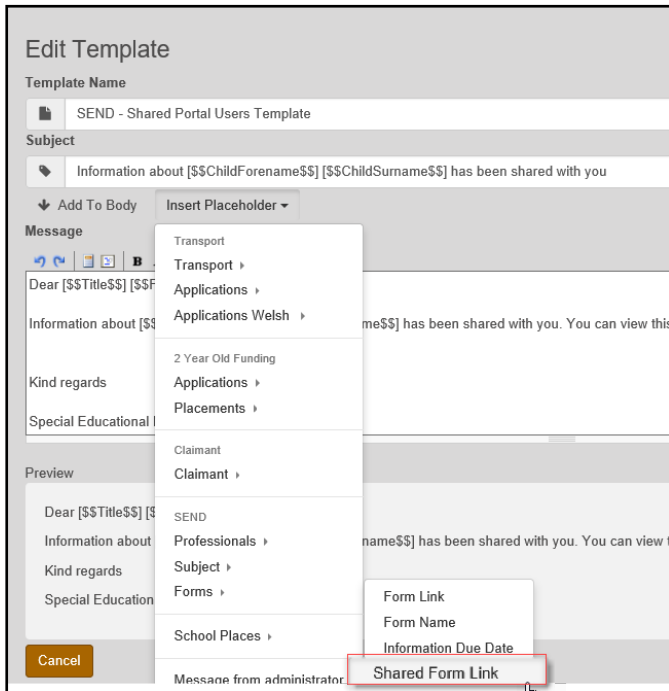 Edit Template
Template Name
SEND - Shared Portal Users Template
Subject
Information about [$$ChildForename$$] [$$ChildSurname$$] has been shared with you
Add To Body Insert Placeholder
Message
B
Dear [$$Title$$] [$$F
Information about [$$ me$$] has been shared with you. You can view this
Kind regards
Special Educational
Transport
Transport
Applications
Applications Welsh
2 Year Old Funding
Applications
Placements
Claimant
Claimant
SEND
Professionals
Subject
Forms
School Places
Message from administrator
Form Link
Form Name
Information Due Date
Shared Form Link
Preview
Dear [$$Title$$] [$
Information about name$$] has been shared with you. You can view t
Kind regards
Special Education
Cancel